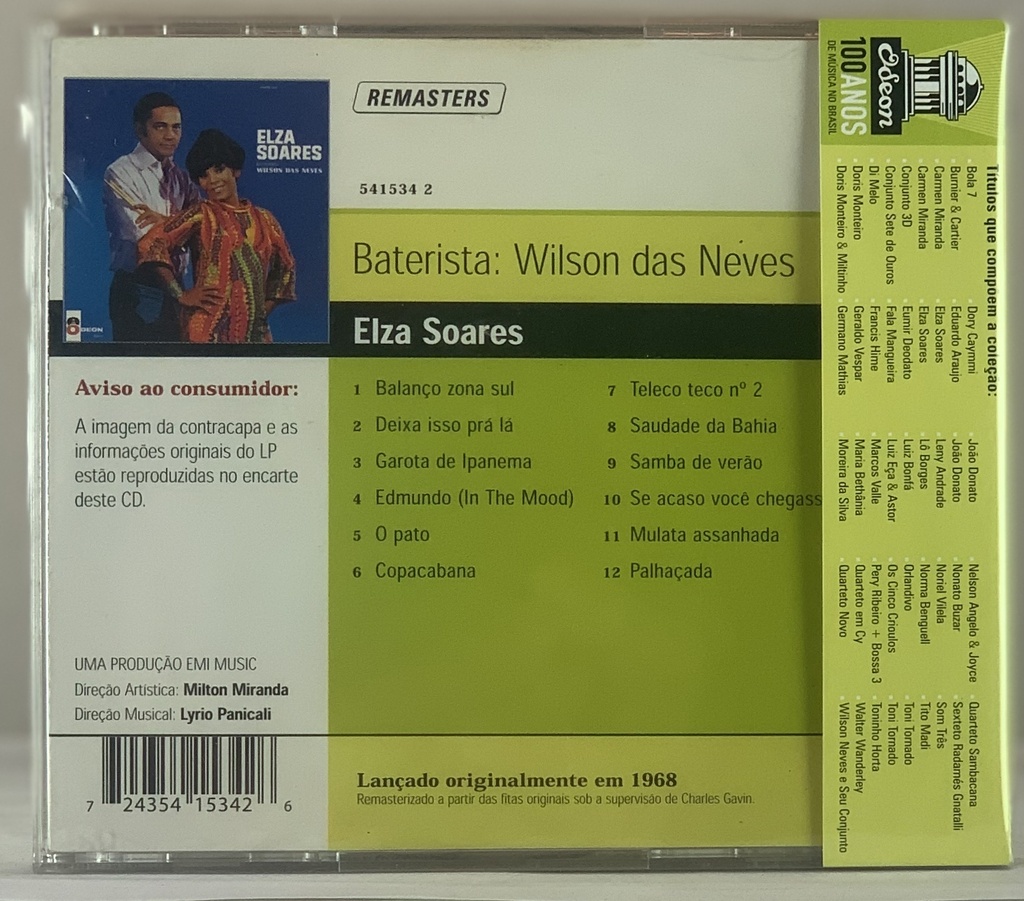 ELZA
SOARES
WILSON DAS NEVES
ODEON
REMASTERS
541534 2
Baterista: Wilson das Neves
Elza Soares
Aviso ao consumidor:
A imagem da contracapa e as
informações originais do LP
estão reproduzidas no encarte
deste CD.
1 Balanço zona sul
2 Deixa isso prá lá
3 Garota de Ipanema
4 Edmundo (In The Mood)
5 O pato
6 Copacabana
7 Teleco teco nº 2
8 Saudade da Bahia
9 Samba de verão
10 Se acaso você chegass
11 Mulata assanhada
12 Palhaçada
UMA PRODUÇÃO EMI MUSIC
Direção Artística: Milton Miranda
Direção Musical: Lyrio Panicali
7 24354 15342 6
Lançado originalmente em 1968
Remasterizado a partir das fitas originais sob a supervisão de Charles Gavin.
Odeon
100 ANOS
DE MÚSICA NO BRASIL
Títulos que compõem a coleção:
Bola 7
Burnier & Cartier
Carmen Miranda
Carmen Miranda
Conjunto 3D
Conjunto Sete de Ouros
Di Melo
Doris Monteiro
Doris Monteiro & Miltinho
Dory Caymmi
Eduardo Araujo
Elza Soares
Elza Soares
Eumir Deodato
Fala Mangueira
Francis Hime
Geraldo Vespar
Germano Mathias
João Donato
João Donato
Leny Andrade
Lô Borges
Luiz Bonfá
Luiz Eça & Astor
Marcos Valle
Maria Bethânia
Moreira da Silva
Nelson Angelo & Joyce
Nonato Buzar
Noriel Vilela
Norma Benguell
Orlandivo
Os Cinco Crioulos
Pery Ribeiro + Bossa 3
Quarteto em Cy
Quarteto Novo
Quarteto Sambacana
Sexteto Radamés Gnatalli
Som Três
Tito Madi
Toni Tornado
Toni Tornado
Toninho Horta
Walter Wanderley
Wilson Neves e Seu Conjunto